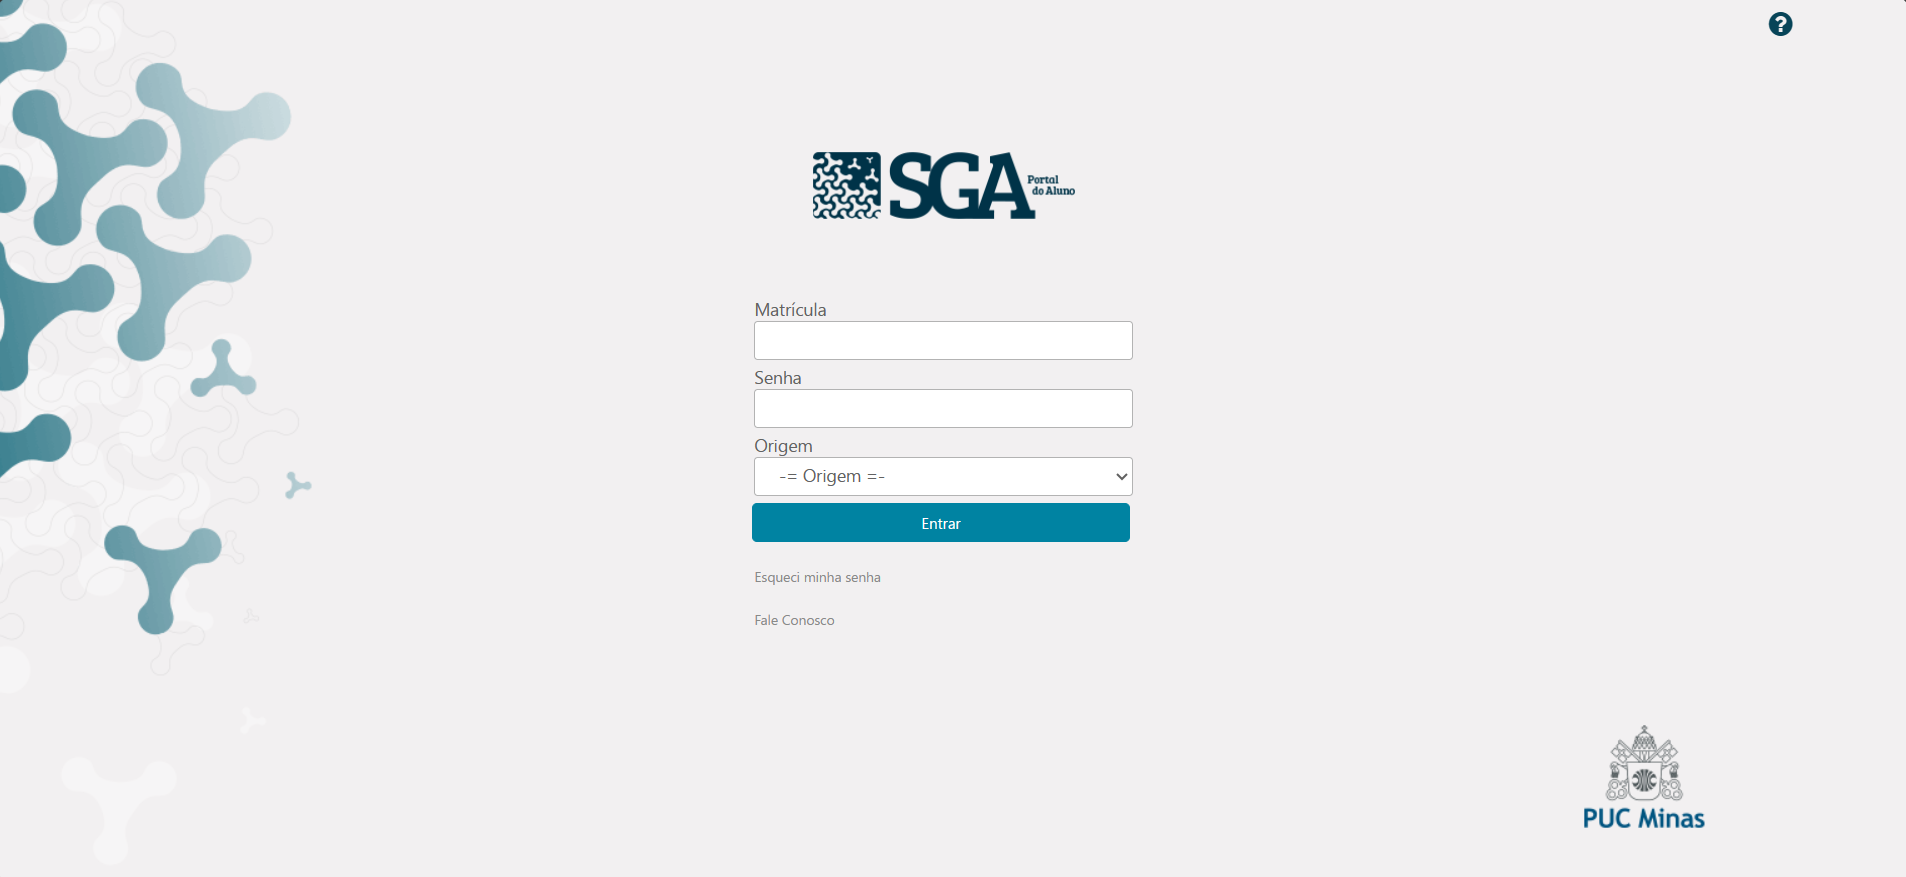 ?
SGA
Portal
do Aluno
Matrícula
Senha
Origem
-= Origem =-
Entrar
Esqueci minha senha
Fale Conosco
PUC Minas